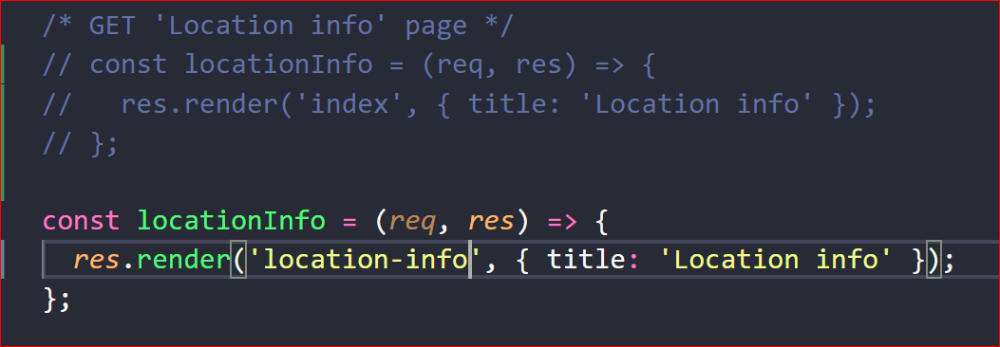 /* GET 'Location info' page */
// const locationInfo = (req, res) => {
//   res.render('index', { title: 'Location info' });
// };
const locationInfo = (req, res) => {
  res.render('location-info', { title: 'Location info' });
};